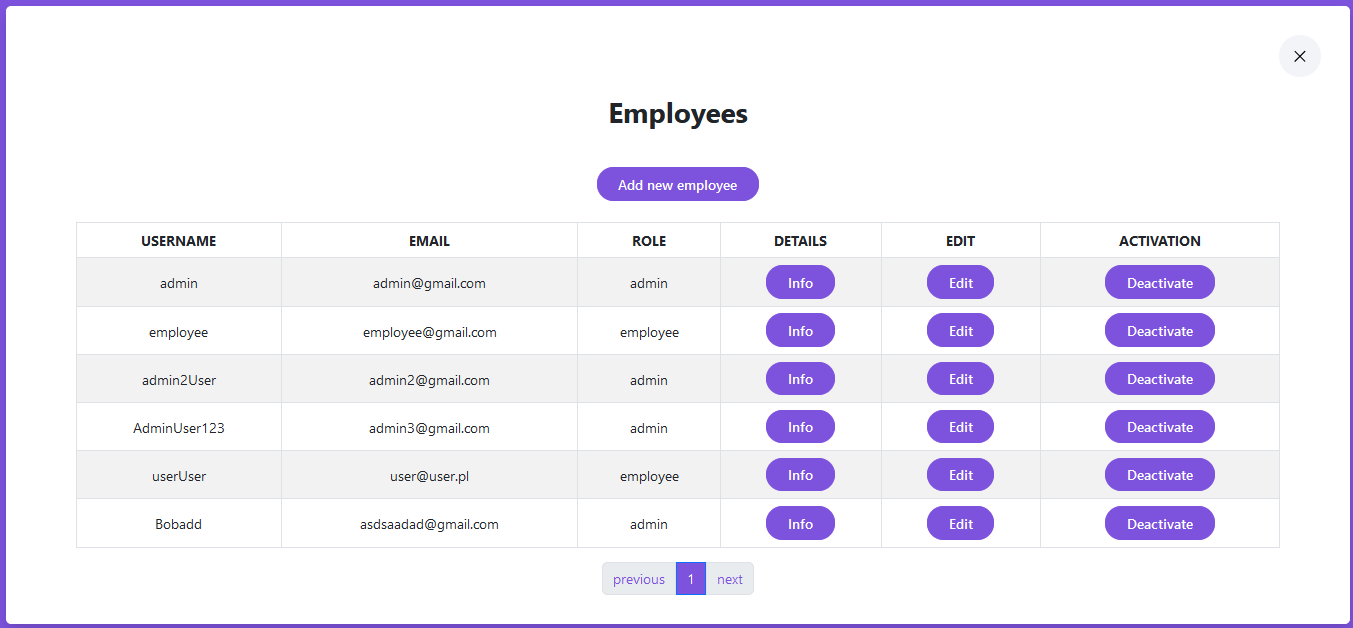 Employees
Add new employee
USERNAME EMAIL ROLE DETAILS EDIT ACTIVATION
admin admin@gmail.com admin Info Edit Deactivate
employee employee@gmail.com employee Info Edit Deactivate
admin2User admin2@gmail.com admin Info Edit Deactivate
AdminUser123 admin3@gmail.com admin Info Edit Deactivate
userUser user@user.pl employee Info Edit Deactivate
Bobadd asdsaadad@gmail.com admin Info Edit Deactivate
previous 1 next